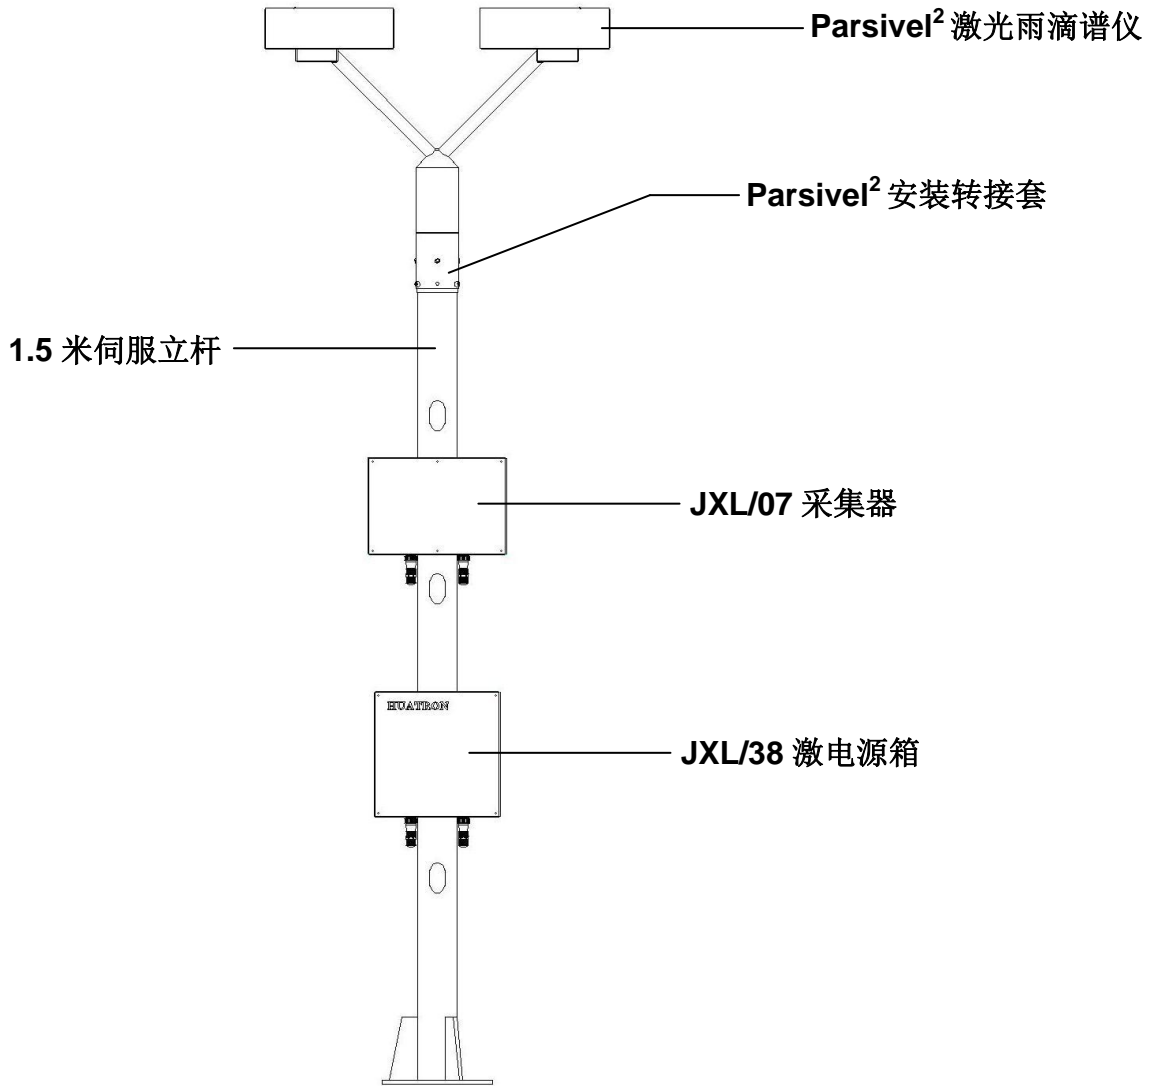 Parsivel² 激光雨滴谱仪
Parsivel² 安装转接套
1.5 米伺服立杆
JXL/07 采集器
HUATRON
JXL/38 激电源箱